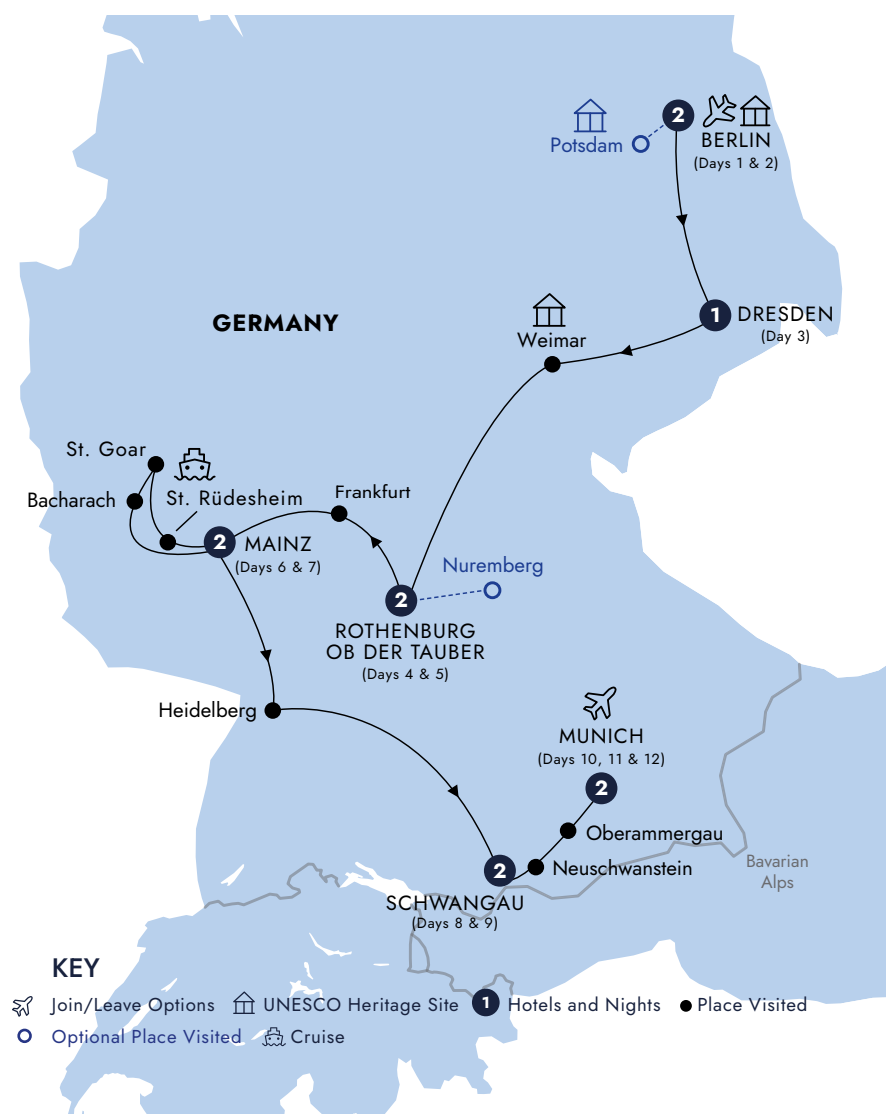 2
BERLIN
(Days 1 & 2)
Potsdam
GERMANY
1
DRESDEN
(Day 3)
Weimar
St. Goar
Bacharach
St. Rüdesheim
Frankfurt
2
MAINZ
(Days 6 & 7)
Nuremberg
2
ROTHENBURG
OB DER TAUBER
(Days 4 & 5)
Heidelberg
MUNICH
(Days 10, 11 & 12)
2
Oberammergau
Neuschwanstein
Bavarian
Alps
2
SCHWANGAU
(Days 8 & 9)
KEY
Join/Leave Options
UNESCO Heritage Site
1 Hotels and Nights
Place Visited
Optional Place Visited
Cruise